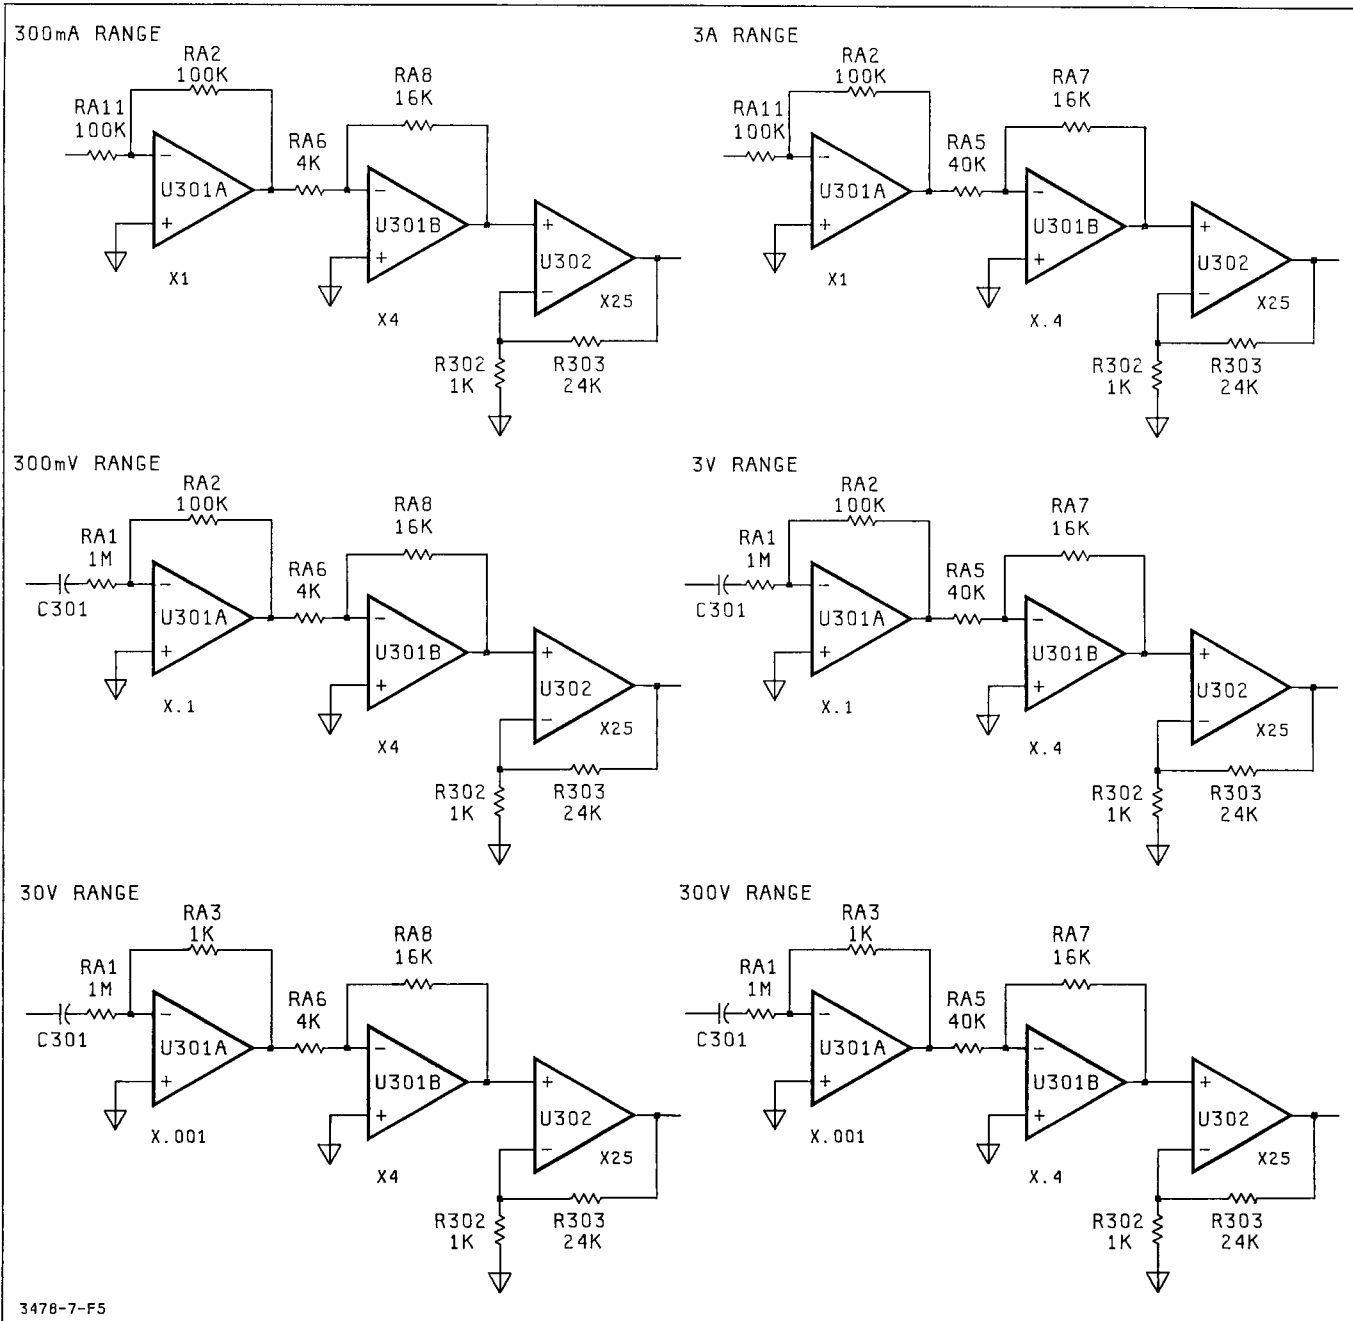 300mA RANGE
RA2
100K
RA8
16K
RA11
100K
RA6
4K
-
U301A
+
X1
-
U301B
+
X4
+
U302
-
X25
R302
1K
R303
24K
3A RANGE
RA2
100K
RA7
16K
RA11
100K
RA5
40K
-
U301A
+
X1
-
U301B
+
X.4
+
U302
-
X25
R302
1K
R303
24K
300mV RANGE
RA2
100K
RA8
16K
RA1
1M
C301
RA6
4K
-
U301A
+
X.1
-
U301B
+
X4
+
U302
-
X25
R302
1K
R303
24K
3V RANGE
RA2
100K
RA7
16K
RA1
1M
C301
RA5
40K
-
U301A
+
X.1
-
U301B
+
X.4
+
U302
-
X25
R302
1K
R303
24K
30V RANGE
RA3
1K
RA8
16K
RA1
1M
C301
RA6
4K
-
U301A
+
X.001
-
U301B
+
X4
+
U302
-
X25
R302
1K
R303
24K
300V RANGE
RA3
1K
RA7
16K
RA1
1M
C301
RA5
40K
-
U301A
+
X.001
-
U301B
+
X.4
+
U302
-
X25
R302
1K
R303
24K
3478-7-F5